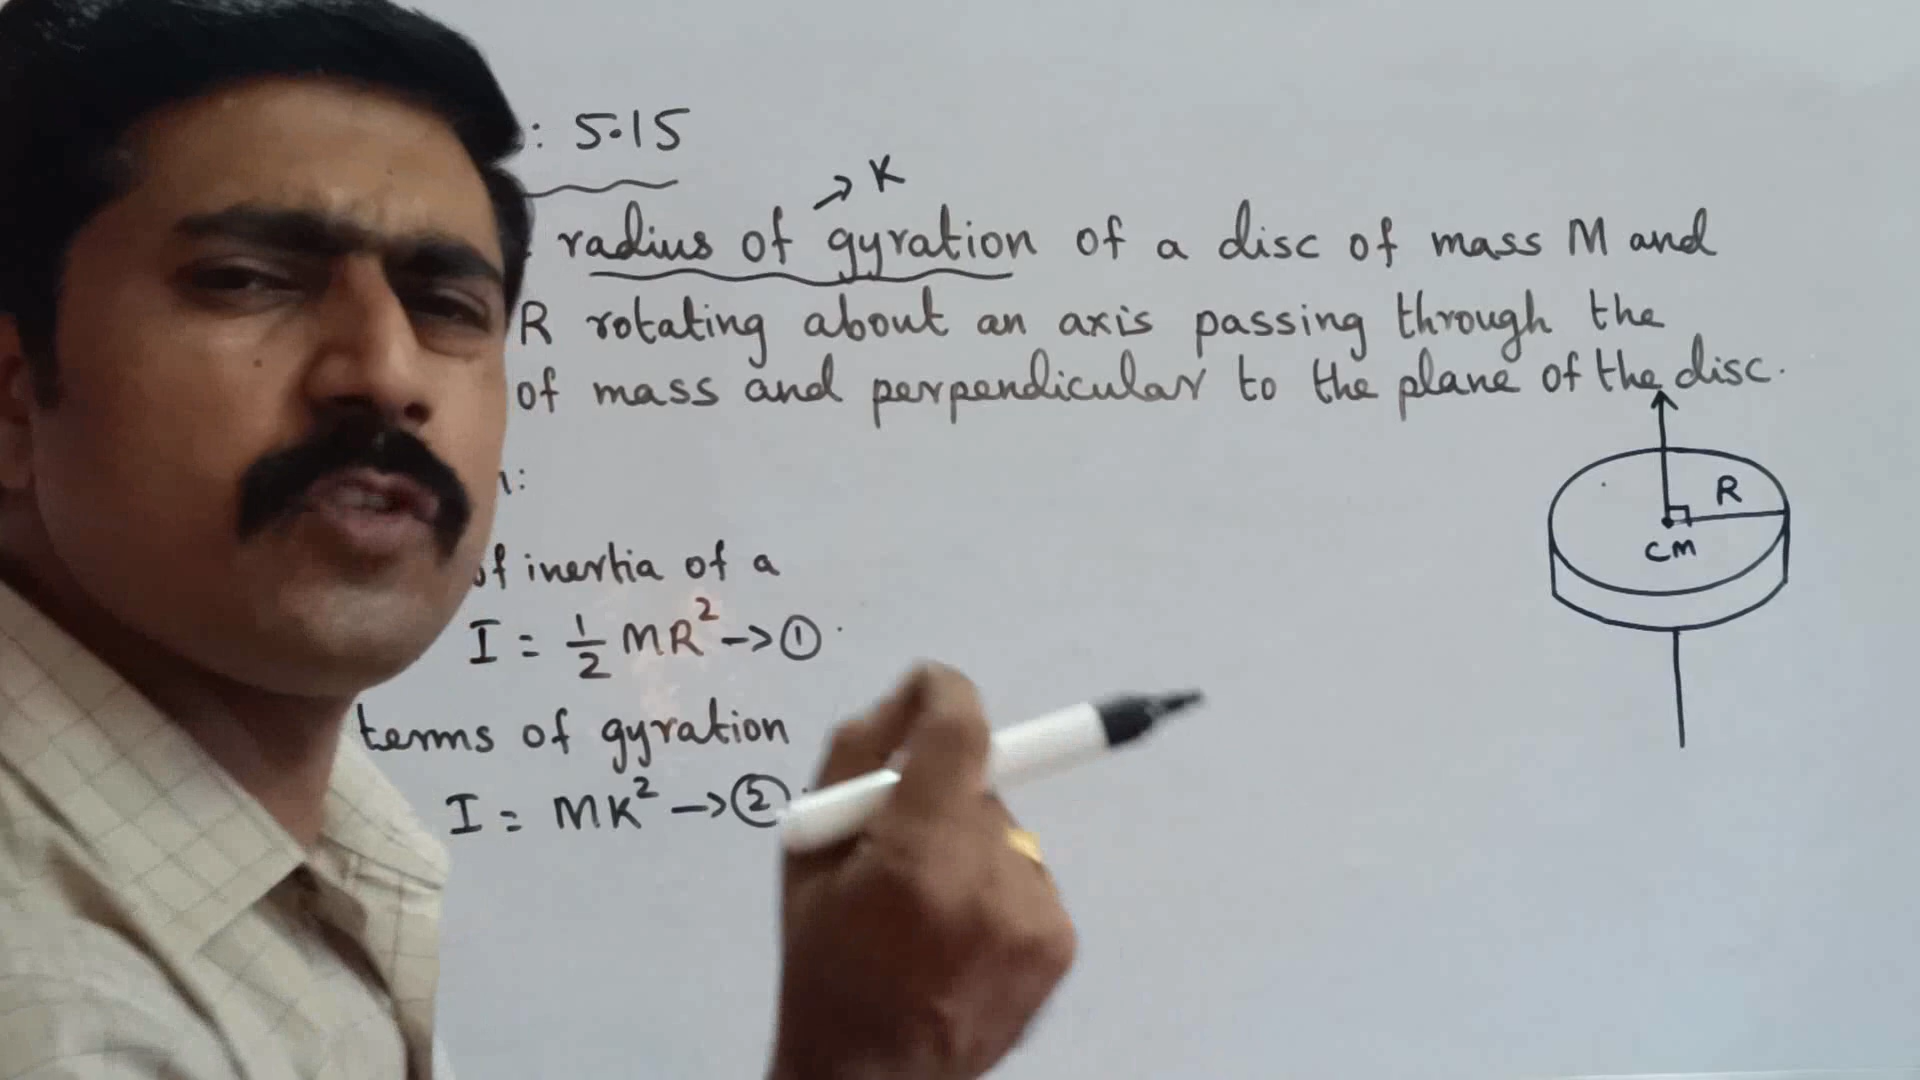 : 5.15
→ K
radius of gyration of a disc of mass M and
R rotating about an axis passing through the
of mass and perpendicular to the plane of the disc.
of inertia of a
I = 1/2 MR² → ①
terms of gyration
I = MK² → ②
R
CM